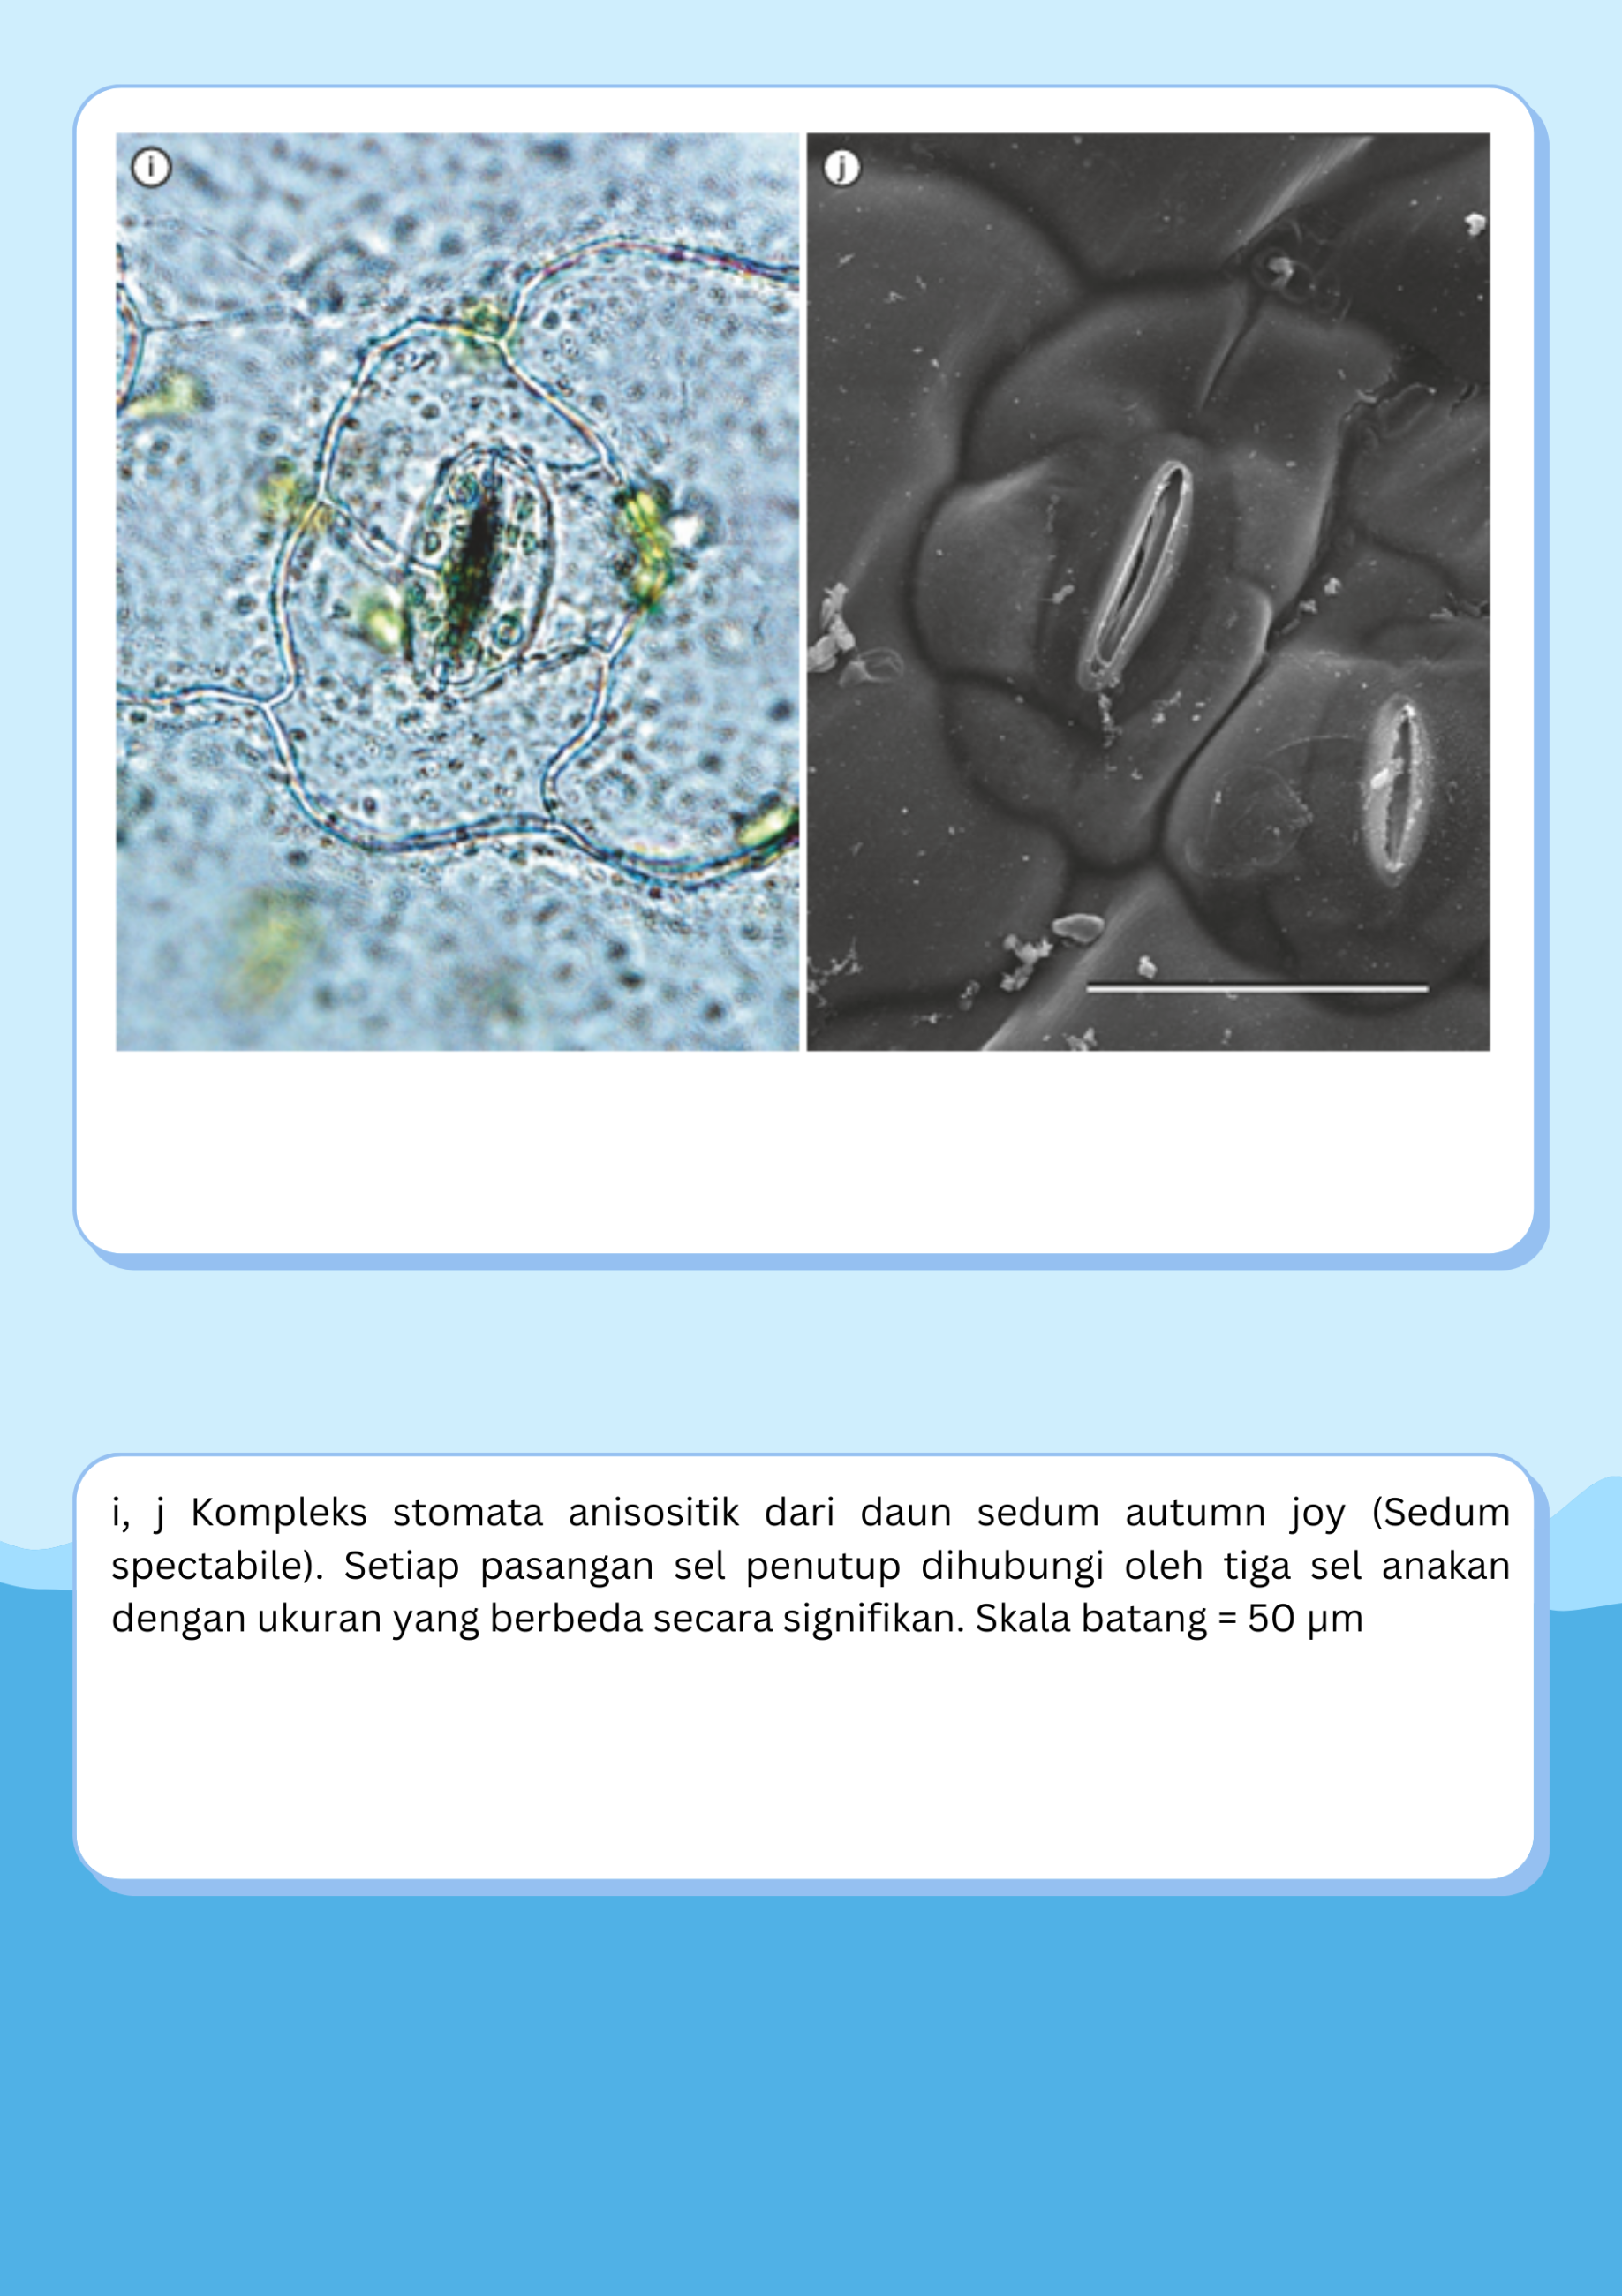 i
j
i, j Kompleks stomata anisositik dari daun sedum autumn joy (Sedum
spectabile). Setiap pasangan sel penutup dihubungi oleh tiga sel anakan
dengan ukuran yang berbeda secara signifikan. Skala batang = 50 µm